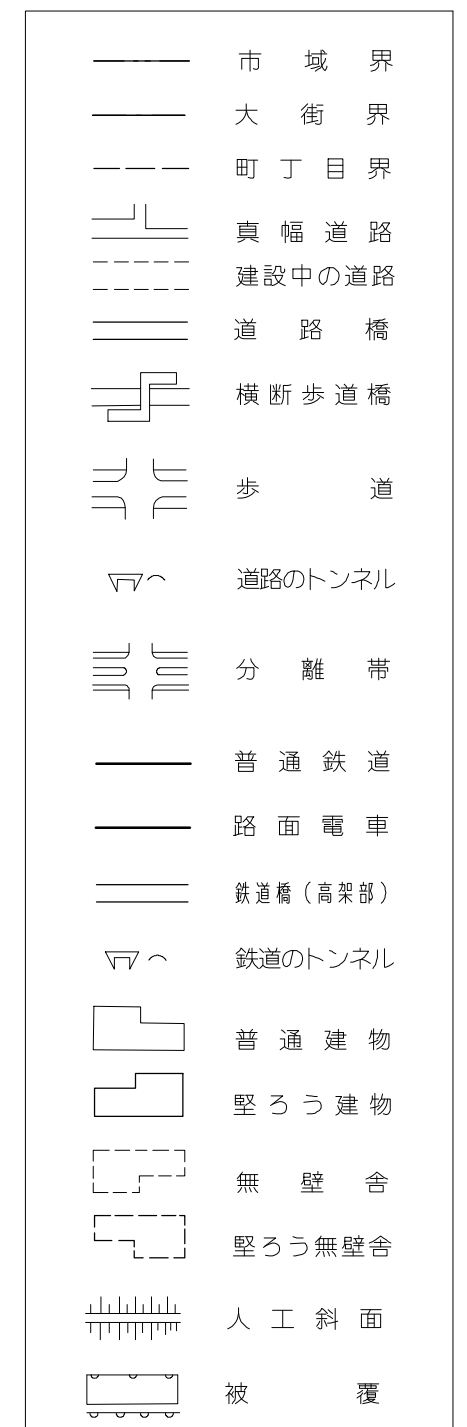 市域界
大街界
町丁目界
真幅道路
建設中の道路
道路橋
横断歩道橋
歩道
道路のトンネル
分離帯
普通鉄道
路面電車
鉄道橋（高架部）
鉄道のトンネル
普通建物
堅ろう建物
無壁舎
堅ろう無壁舎
人工斜面
被覆